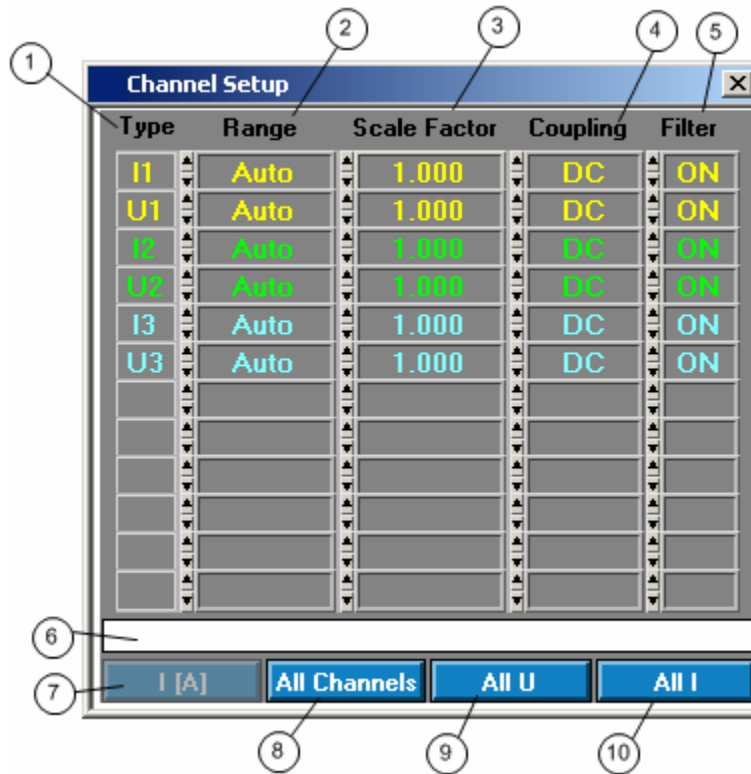 2 3 4 5
1
Channel Setup
Type Range Scale Factor Coupling Filter
I1 Auto 1.000 DC ON
U1 Auto 1.000 DC ON
I2 Auto 1.000 DC ON
U2 Auto 1.000 DC ON
I3 Auto 1.000 DC ON
U3 Auto 1.000 DC ON
6
I [A] All Channels All U All I
7
8 9 10